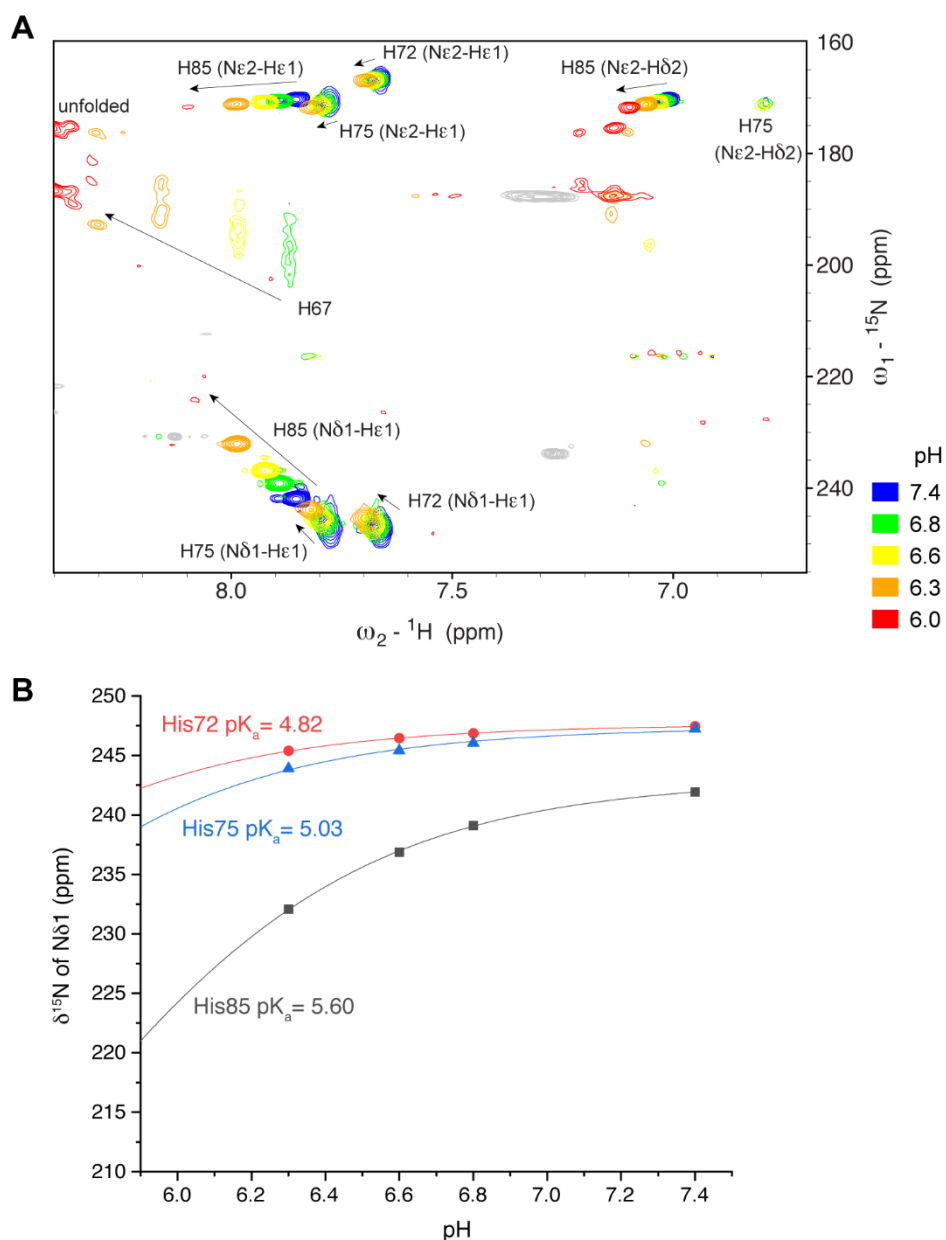 A
H72 (Nε2-Hε1)
H85 (Nε2-Hε1)
H85 (Nε2-Hδ2)
unfolded
H75 (Nε2-Hε1)
H75
(Nε2-Hδ2)
H67
H85 (Nδ1-Hε1)
H72 (Nδ1-Hε1)
H75 (Nδ1-Hε1)
160
180
200
220
240
ω1 - 15N (ppm)
8.0
7.5
7.0
ω2 - 1H (ppm)
pH
7.4
6.8
6.6
6.3
6.0
B
250
245
240
235
230
225
220
215
210
δ15N of Nδ1 (ppm)
His72 pKa= 4.82
His75 pKa= 5.03
His85 pKa= 5.60
6.0
6.2
6.4
6.6
6.8
7.0
7.2
7.4
pH